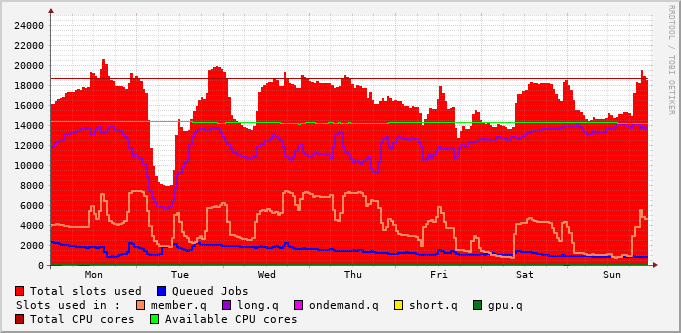 24000
22000
20000
18000
16000
14000
12000
10000
8000
6000
4000
2000
0
Mon Tue Wed Thu Fri Sat Sun
RRDTOOL / TOBI OETIKER
Total slots used Queued Jobs
Slots used in : member.q long.q ondemand.q short.q gpu.q
Total CPU cores Available CPU cores